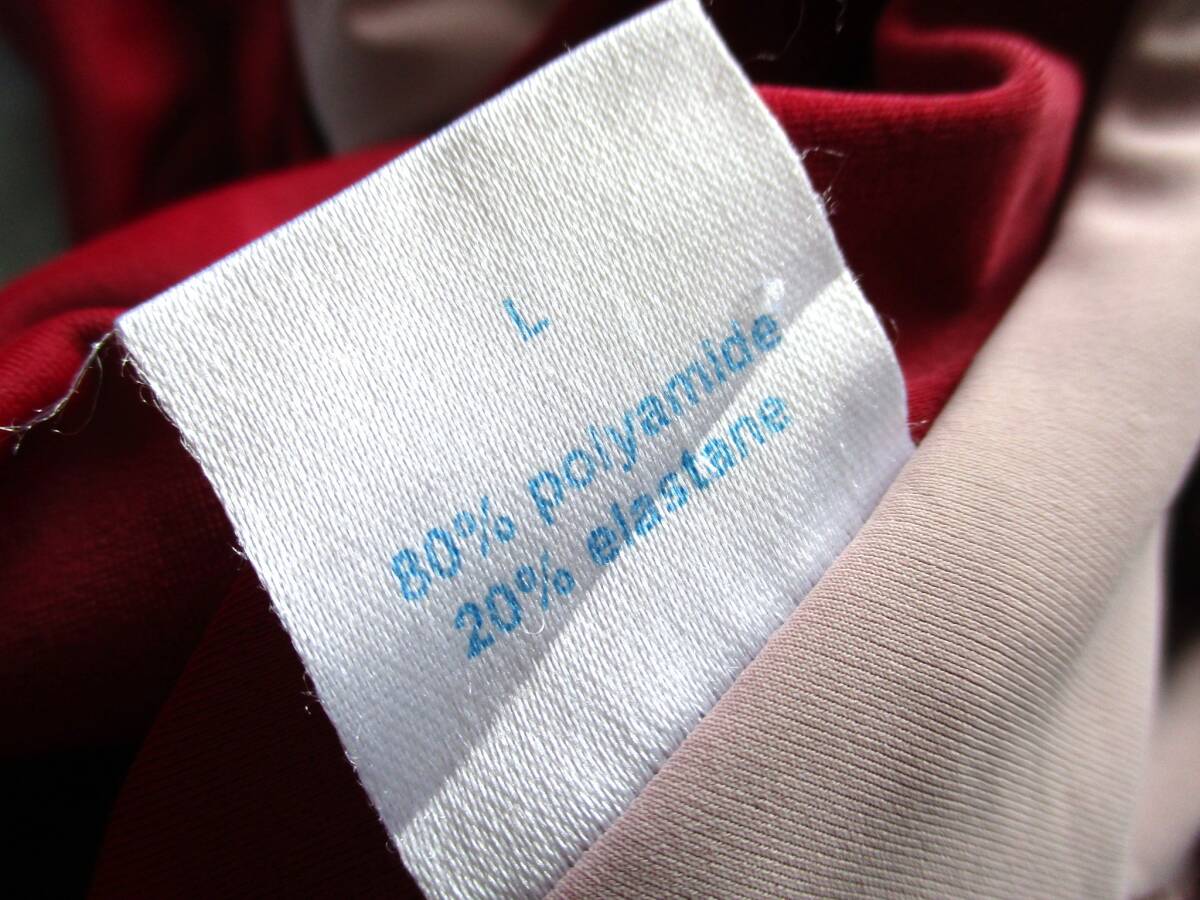 L
80% polyamide
20% elastane